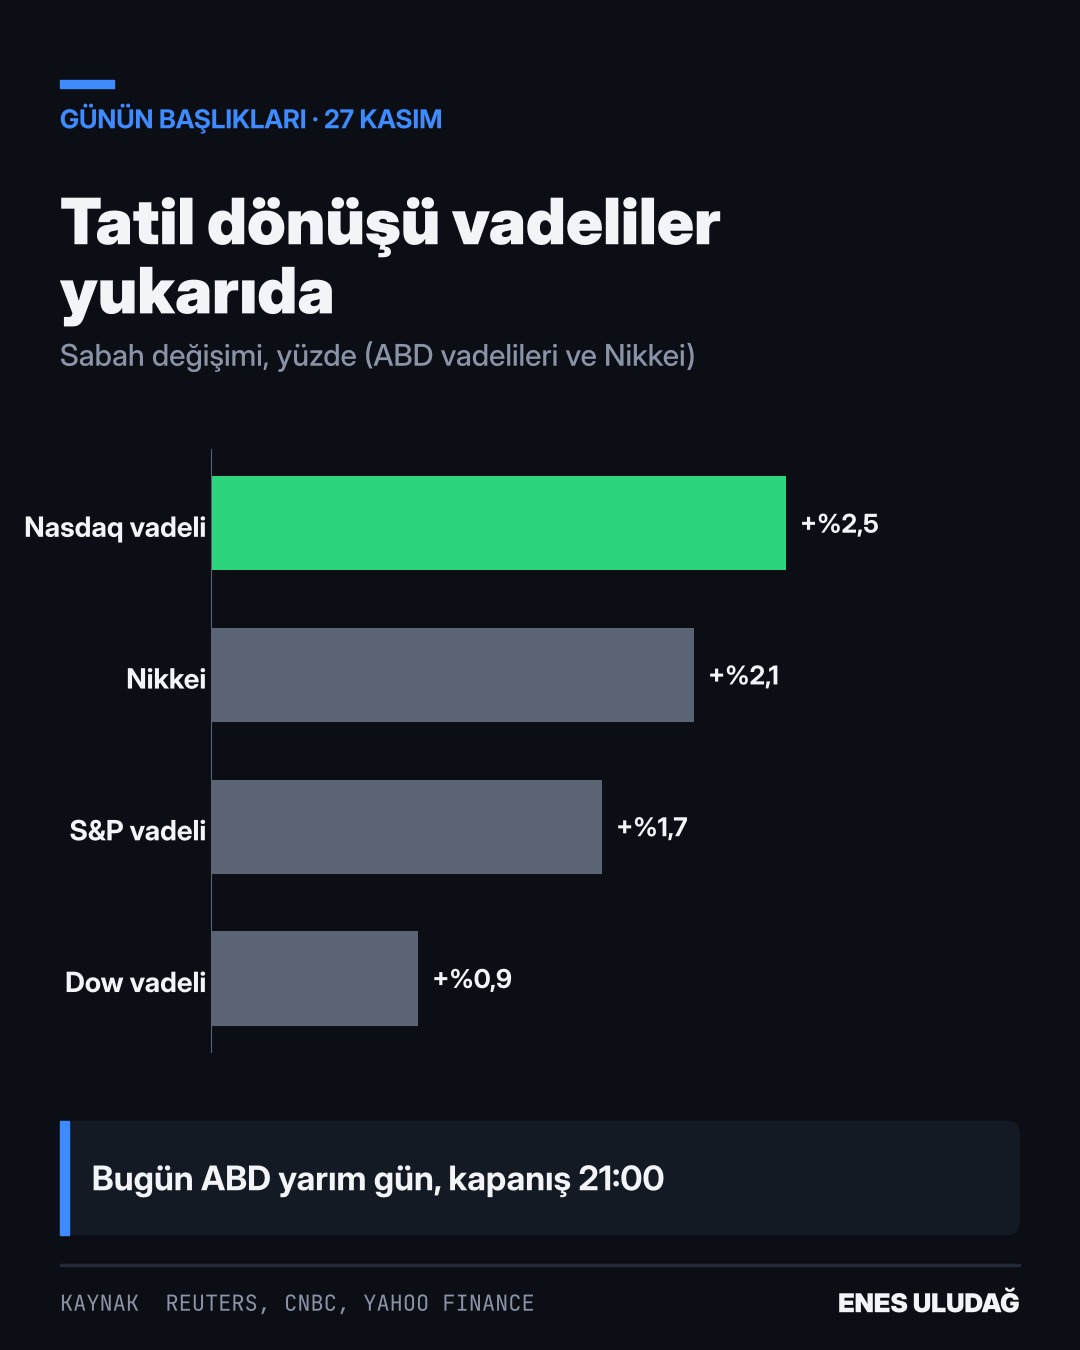 GÜNÜN BAŞLIKLARI · 27 KASIM
Tatil dönüşü vadeliler
yukarıda
Sabah değişimi, yüzde (ABD vadelileri ve Nikkei)
Nasdaq vadeli +%2,5
Nikkei +%2,1
S&P vadeli +%1,7
Dow vadeli +%0,9
Bugün ABD yarım gün, kapanış 21:00
KAYNAK REUTERS, CNBC, YAHOO FINANCE
ENES ULUDAĞ